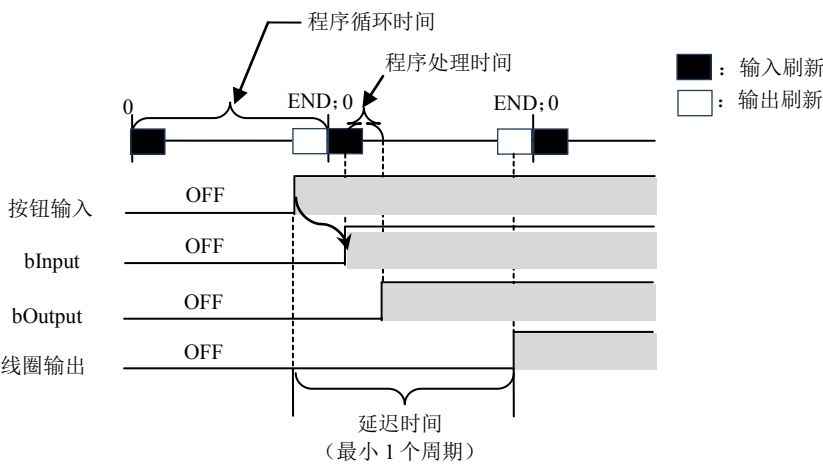 程序循环时间
程序处理时间
：输入刷新
：输出刷新
0
END;0
END;0
按钮输入
OFF
bInput
OFF
bOutput
OFF
线圈输出
OFF
延迟时间
（最小1个周期）